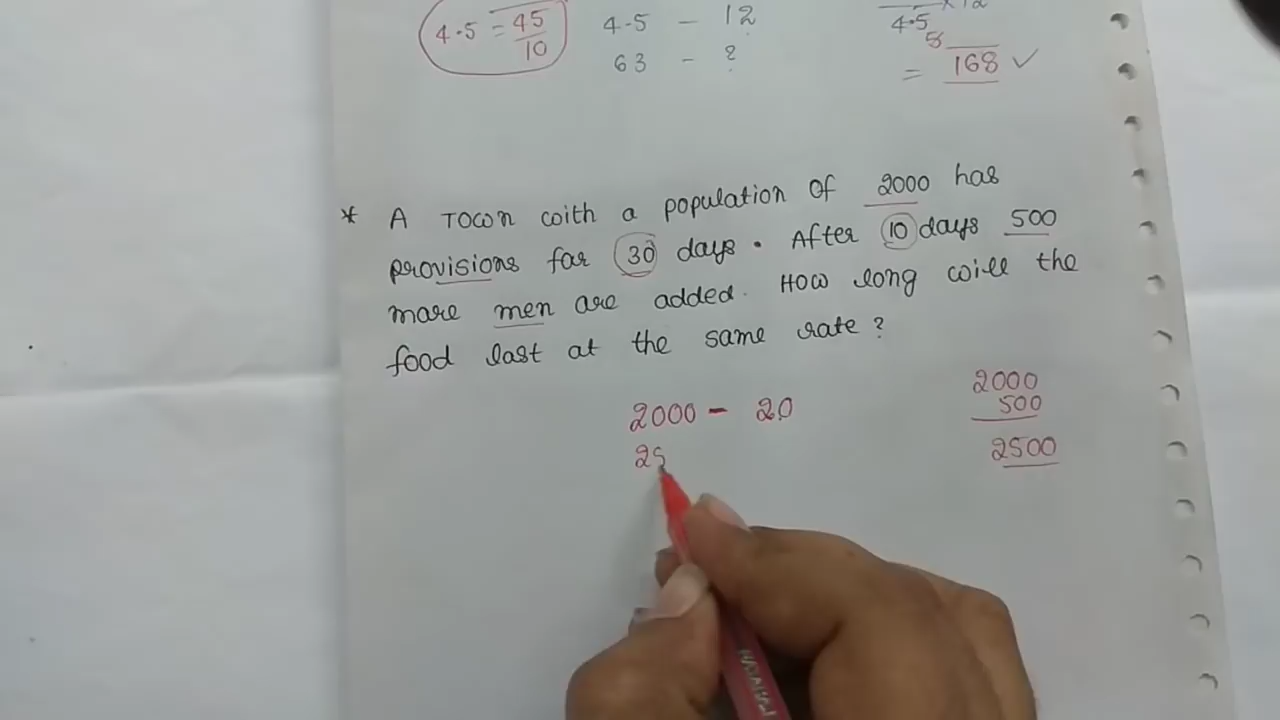 4.5 = 45/10
4.5 - 12
63 - ?
4.5
= 168 ✓
* A Town with a population of 2000 has
provisions for 30 days. After 10 days 500
more men are added. How long will the
food last at the same rate?
2000 - 20
25
2000
500
2500